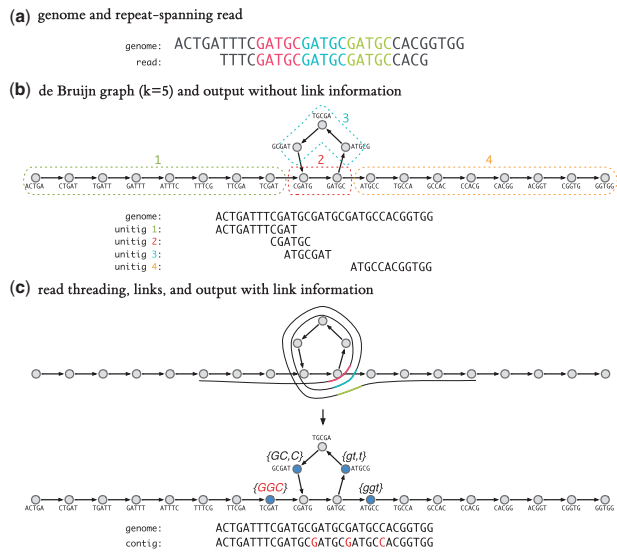 (a) genome and repeat-spanning read
genome: ACTGATTTCGATGCGATGCGATGCCACGGTGG
read: TTTCGATGCGATGCGATGCCACG
(b) de Bruijn graph (k=5) and output without link information
TGCGA
3
GCGAT ATGCG
1 2 4
ACTGA CTGAT TGATT GATTT ATTTC TTTCG TTCGA TCGAT CGATG GATGC ATGCC TGCCA GCCAC CCACG CACGG ACGGT CGGTG GGTGG
genome: ACTGATTTCGATGCGATGCGATGCCACGGTGG
unitig 1: ACTGATTTCGAT
unitig 2: CGATGC
unitig 3: ATGCGAT
unitig 4: ATGCCACGGTGG
(c) read threading, links, and output with link information
TGCGA
{GC,C} {gt,t}
GCGAT ATGCG
{GGC} {ggt}
ACTGA CTGAT TGATT GATTT ATTTC TTTCG TTCGA TCGAT CGATG GATGC ATGCC TGCCA GCCAC CCACG CACGG ACGGT CGGTG GGTGG
genome: ACTGATTTCGATGCGATGCGATGCCACGGTGG
contig: ACTGATTTCGATGCGATGCGATGCCACGGTGG